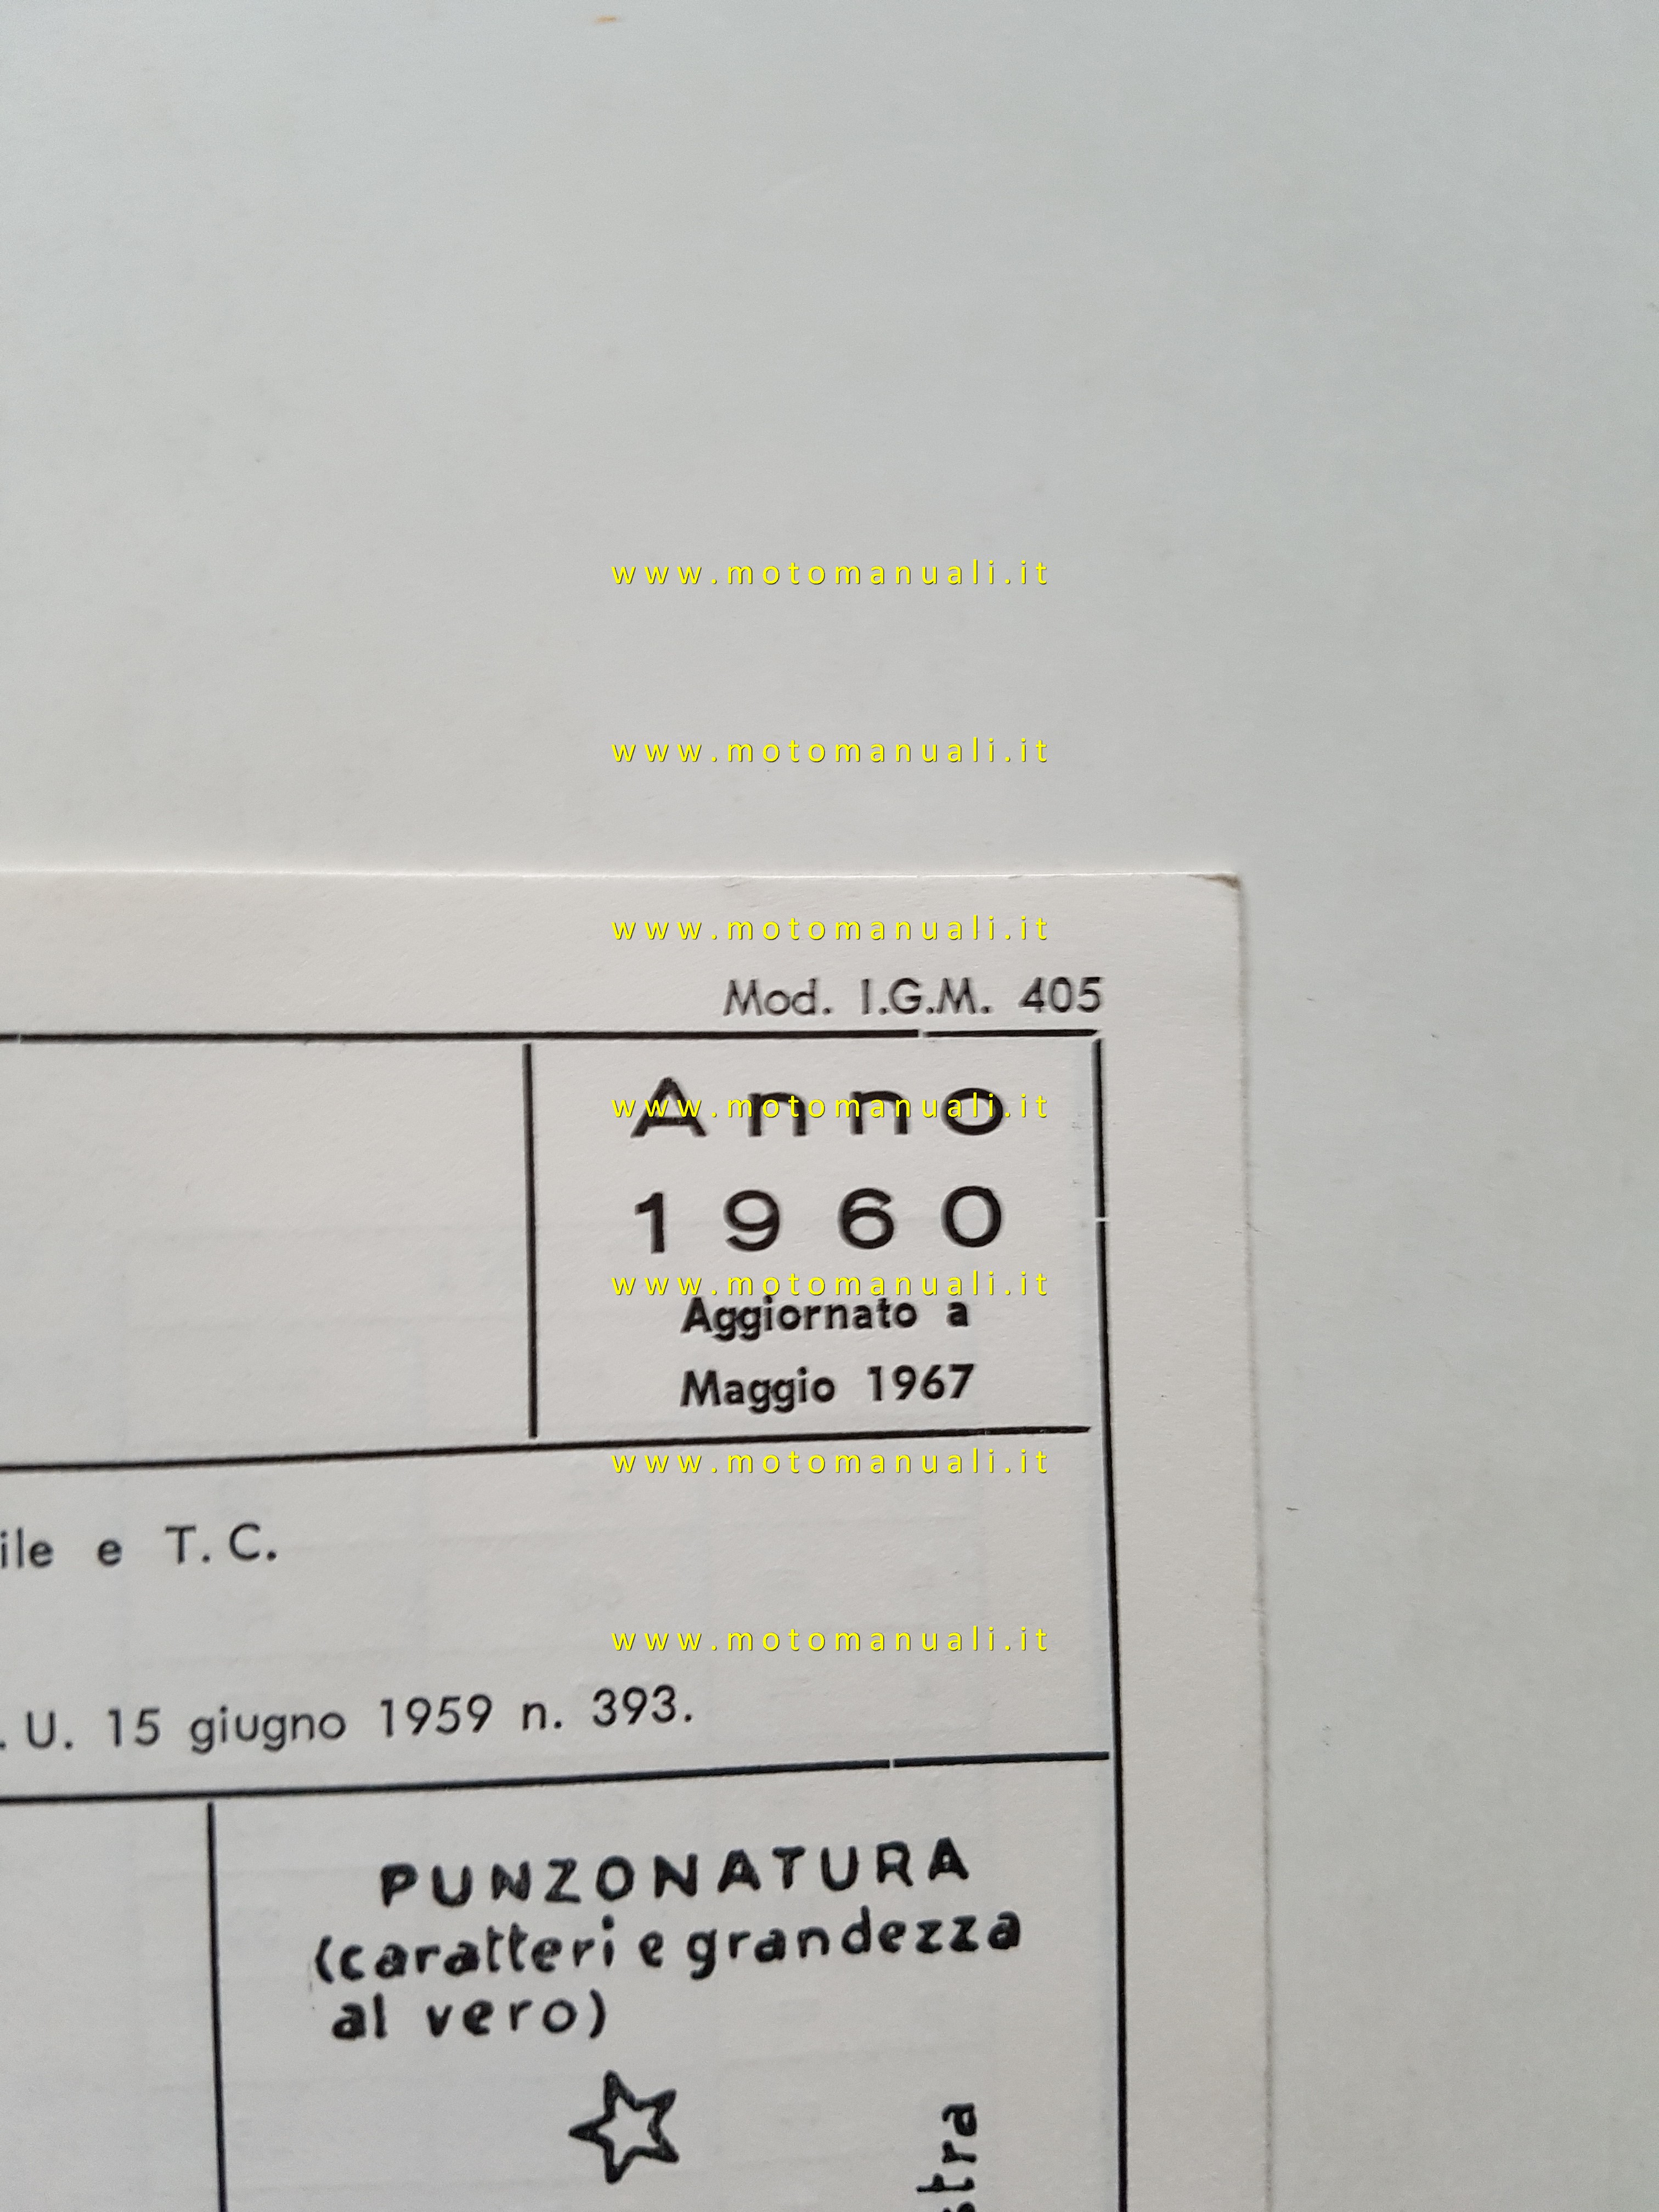 www.motomanuali.it
www.motomanuali.it
www.motomanuali.it
Mod. I.G.M. 405
Anno
www.motomanuali.it
1960
www.motomanuali.it
Aggiornato a
Maggio 1967
www.motomanuali.it
ile e T. C.
www.motomanuali.it
. U. 15 giugno 1959 n. 393.
PUNZONATURA
(caratteri e grandezza
al vero)
stra